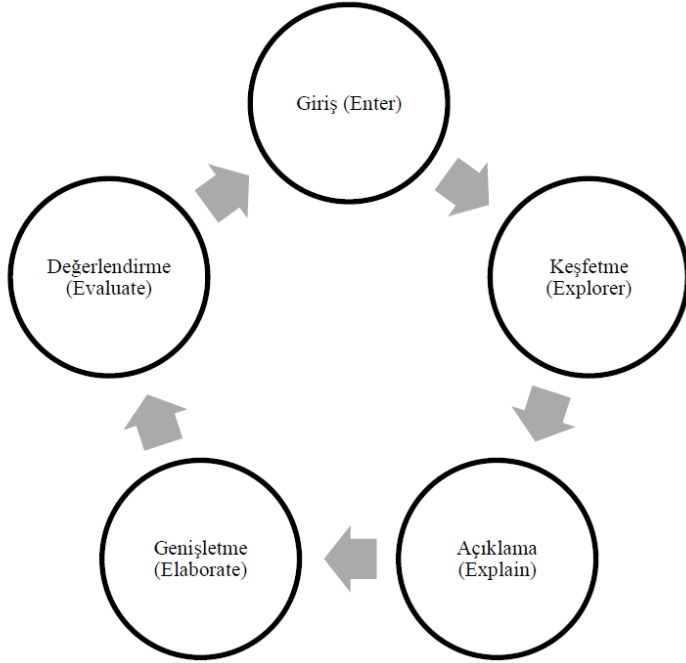 Giriş (Enter)
Keşfetme
(Explorer)
Açıklama
(Explain)
Genişletme
(Elaborate)
Değerlendirme
(Evaluate)